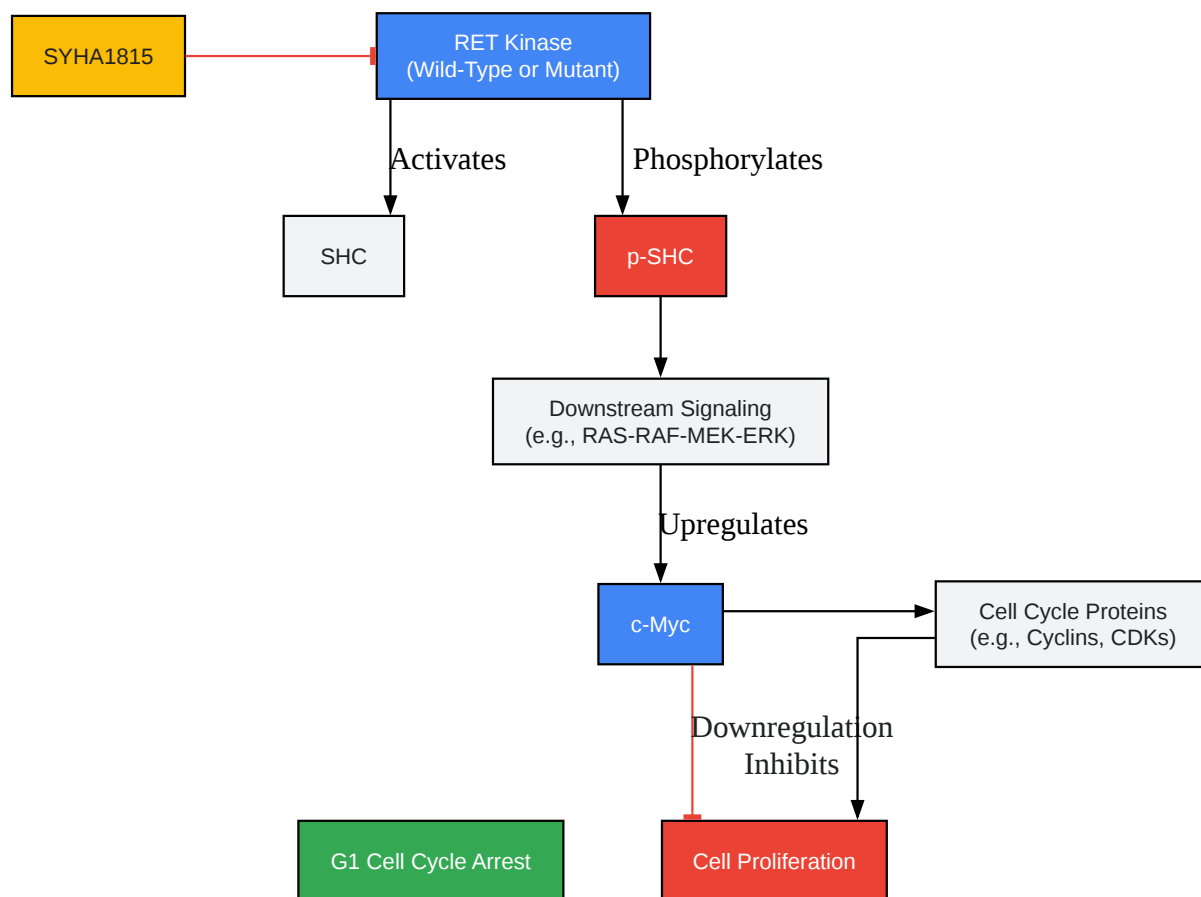 SYHA1815
RET Kinase
(Wild-Type or Mutant)
Activates
Phosphorylates
SHC
p-SHC
Downstream Signaling
(e.g., RAS-RAF-MEK-ERK)
Upregulates
c-Myc
Cell Cycle Proteins
(e.g., Cyclins, CDKs)
Downregulation
Inhibits
G1 Cell Cycle Arrest
Cell Proliferation